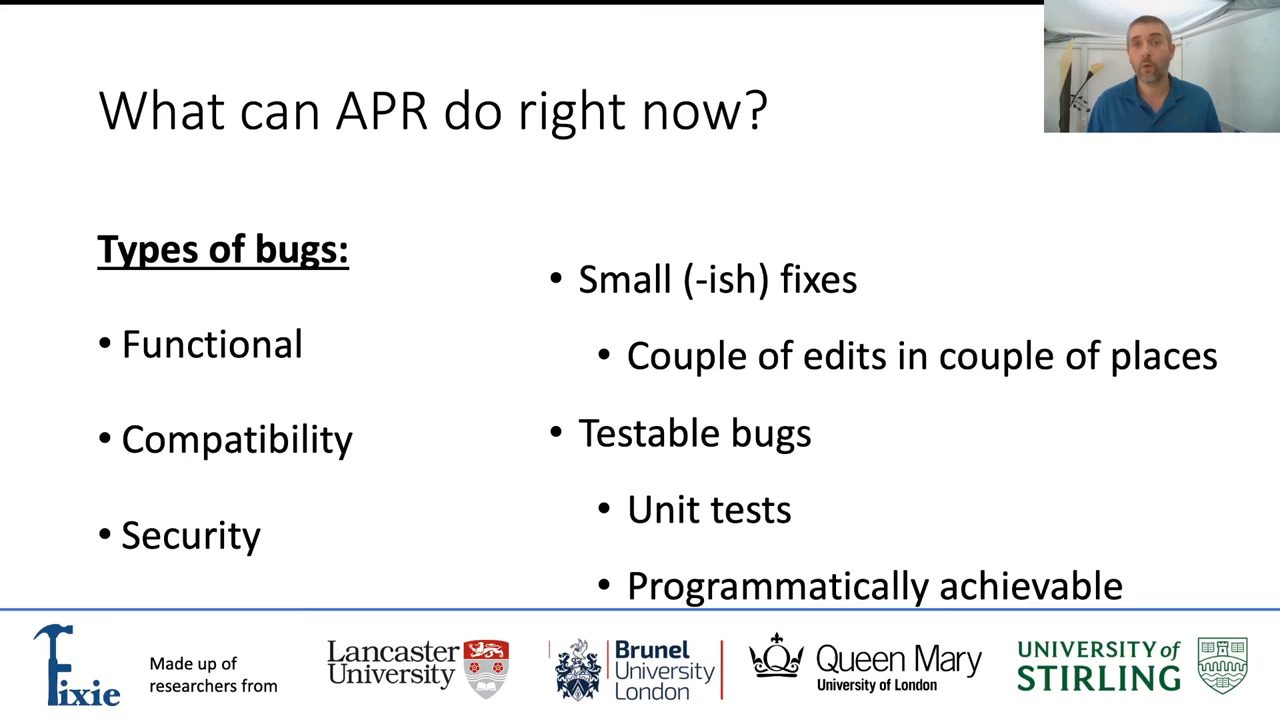 What can APR do right now?
Types of bugs:
• Functional
• Compatibility
• Security
• Small (-ish) fixes
• Couple of edits in couple of places
• Testable bugs
• Unit tests
• Programmatically achievable
Fixie
Made up of
researchers from
Lancaster
University
Brunel
University
London
Queen Mary
University of London
UNIVERSITY of
STIRLING